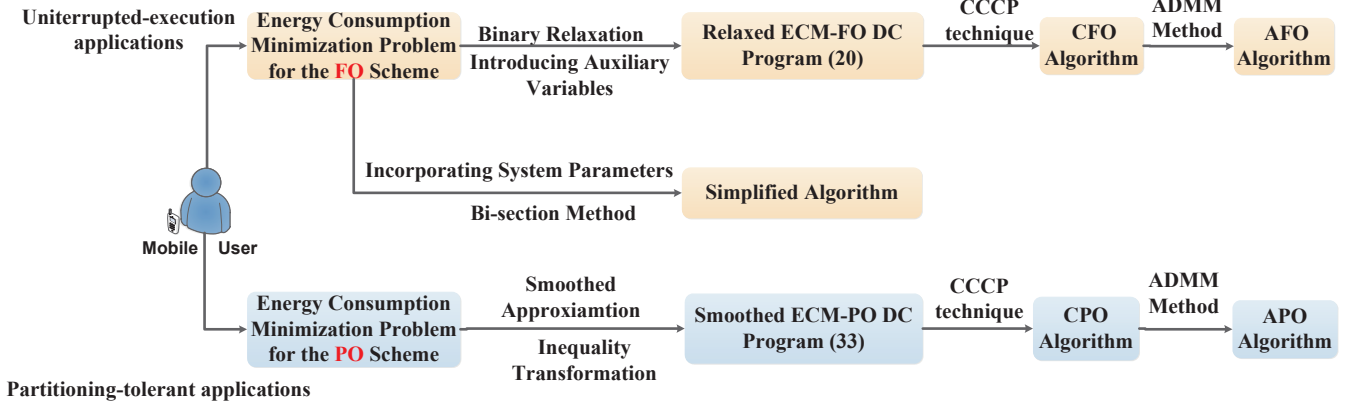 Uniterrupted-execution
applications
Energy Consumption
Minimization Problem
for the FO Scheme
Binary Relaxation
Introducing Auxiliary
Variables
Relaxed ECM-FO DC
Program (20)
CCCP
technique
CFO
Algorithm
ADMM
Method
AFO
Algorithm
Incorporating System Parameters
Bi-section Method
Simplified Algorithm
Mobile User
Energy Consumption
Minimization Problem
for the PO Scheme
Smoothed
Approxiamtion
Inequality
Transformation
Smoothed ECM-PO DC
Program (33)
CCCP
technique
CPO
Algorithm
ADMM
Method
APO
Algorithm
Partitioning-tolerant applications